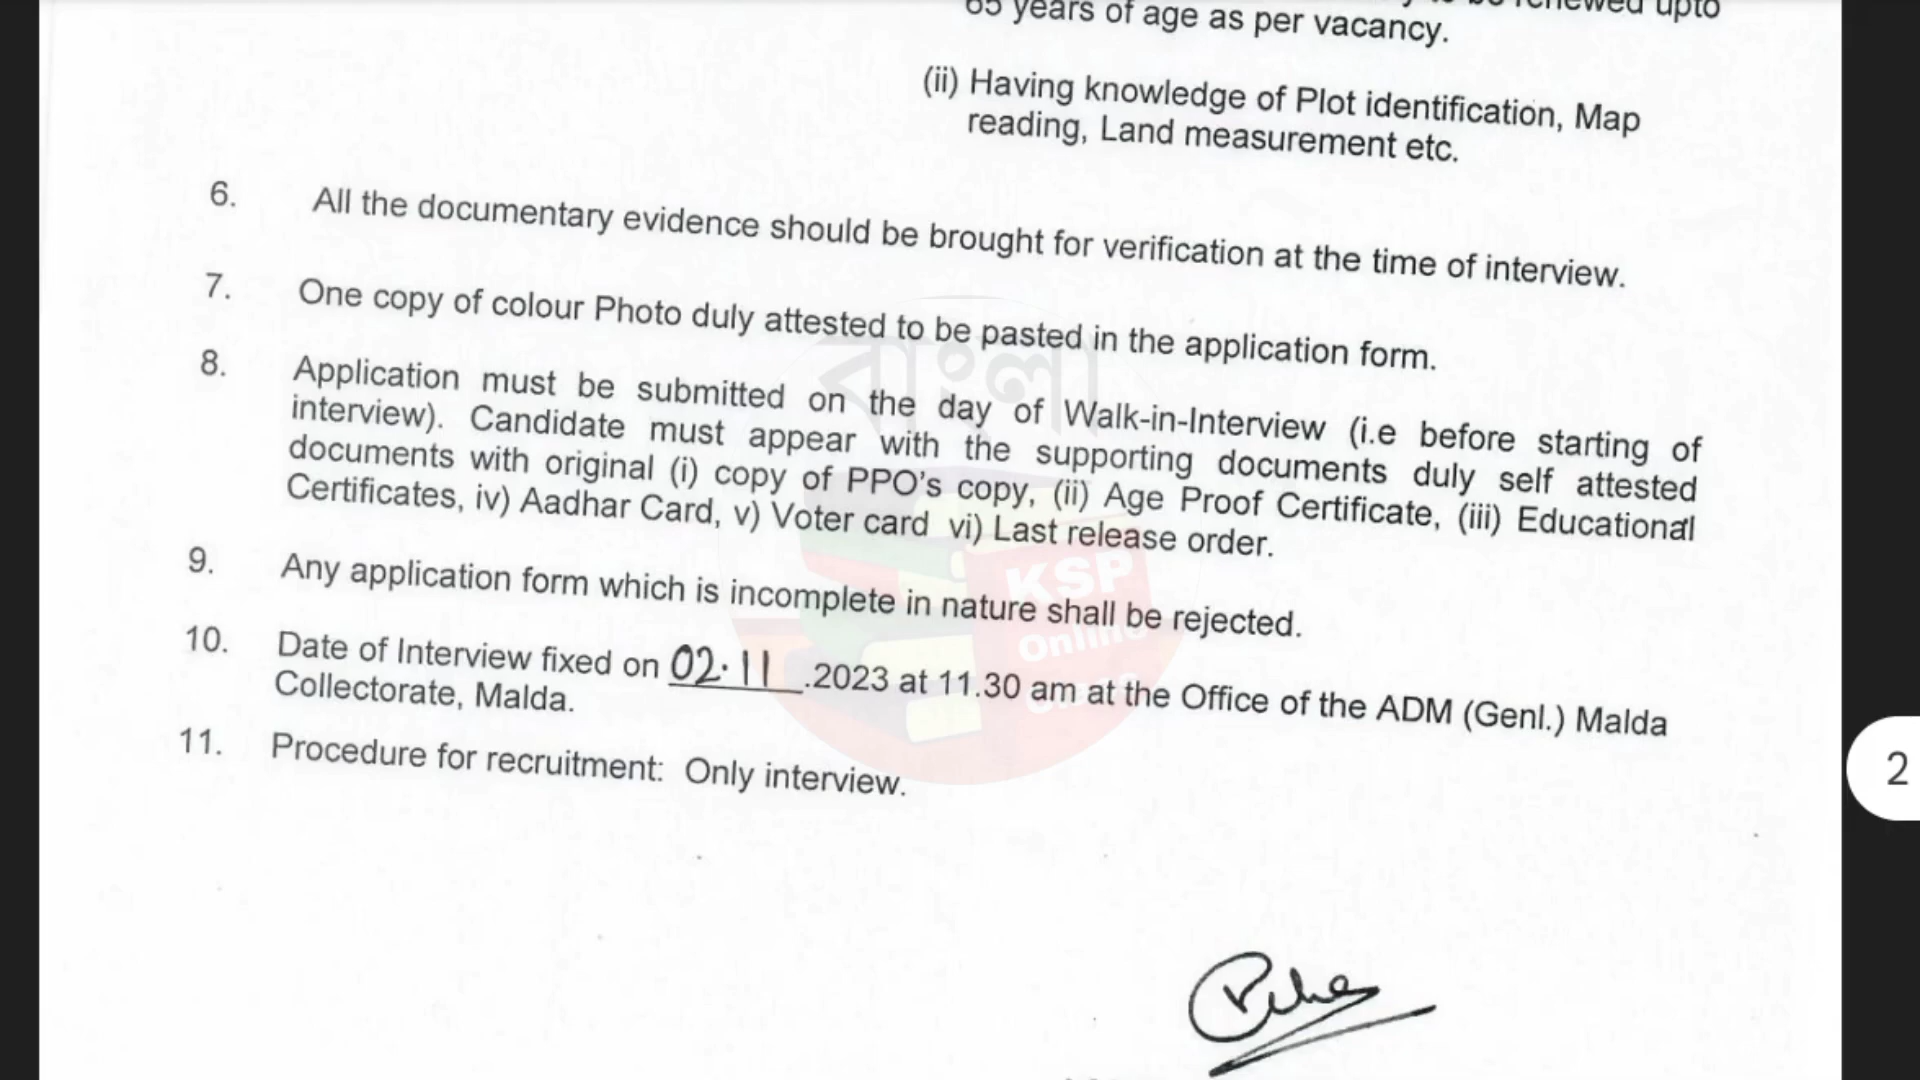 65 years of age as per vacancy.
(ii) Having knowledge of Plot identification, Map
reading, Land measurement etc.
6. All the documentary evidence should be brought for verification at the time of interview.
7. One copy of colour Photo duly attested to be pasted in the application form.
8. Application must be submitted on the day of Walk-in-Interview (i.e before starting of
interview). Candidate must appear with the supporting documents duly self attested
documents with original (i) copy of PPO's copy, (ii) Age Proof Certificate, (iii) Educational
Certificates, iv) Aadhar Card, v) Voter card vi) Last release order.
9. Any application form which is incomplete in nature shall be rejected.
10. Date of Interview fixed on 02.11.2023 at 11.30 am at the Office of the ADM (Genl.) Malda
Collectorate, Malda.
11. Procedure for recruitment: Only interview.
বাংলা
KSP
Online
2